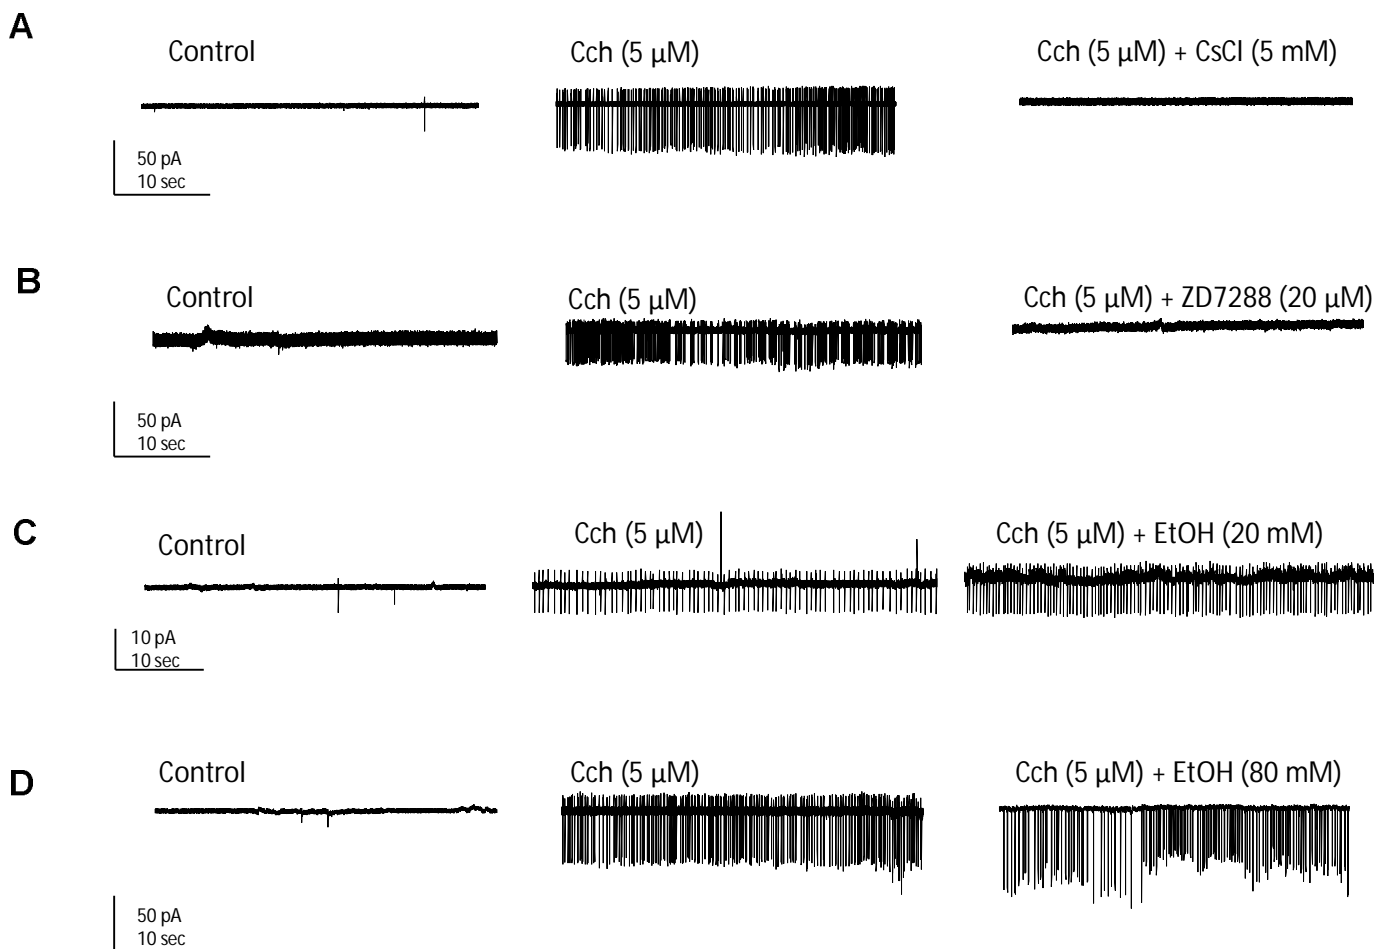 A
Control
Cch (5 µM)
Cch (5 µM) + CsCl (5 mM)
50 pA
10 sec
B
Control
Cch (5 µM)
Cch (5 µM) + ZD7288 (20 µM)
50 pA
10 sec
C
Control
Cch (5 µM)
Cch (5 µM) + EtOH (20 mM)
10 pA
10 sec
D
Control
Cch (5 µM)
Cch (5 µM) + EtOH (80 mM)
50 pA
10 sec